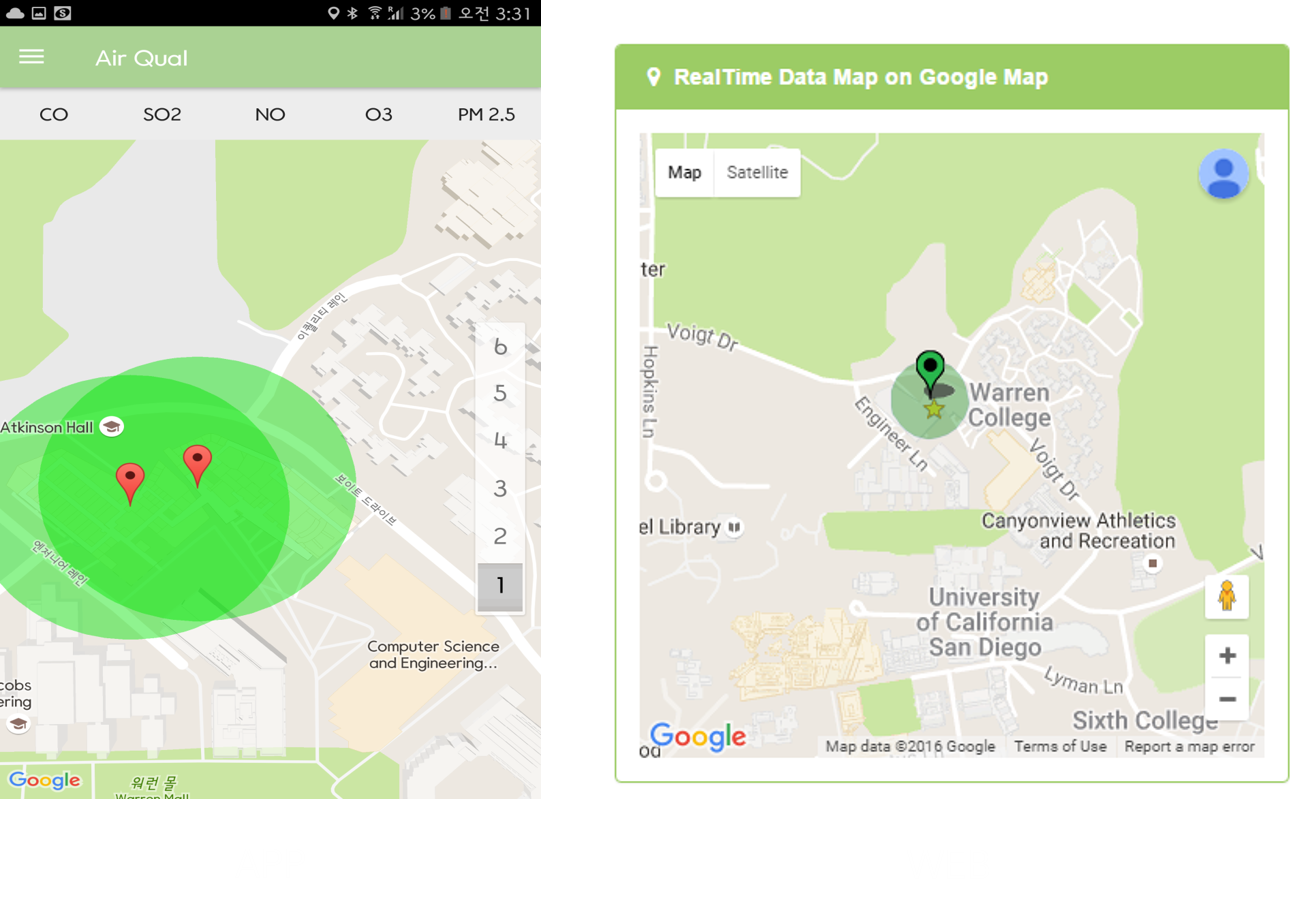 3% 오전 3:31
Air Qual
CO SO2 NO O3 PM 2.5
이퀄리티 레인
6
5
Atkinson Hall
4
3
보이트 드라이브
2
엔지니어 레인
1
Computer Science
and Engineering...
cobs
ering
Google
워런 몰
Warren Mall
RealTime Data Map on Google Map
Map Satellite
ter
Voigt Dr
Hopkins Ln
Warren
College
Engineer Ln
Voigt Dr
el Library
Canyonview Athletics
and Recreation
V
University
of California
San Diego
+
Lyman Ln
−
Sixth College
Google
od
Map data ©2016 Google Terms of Use Report a map error